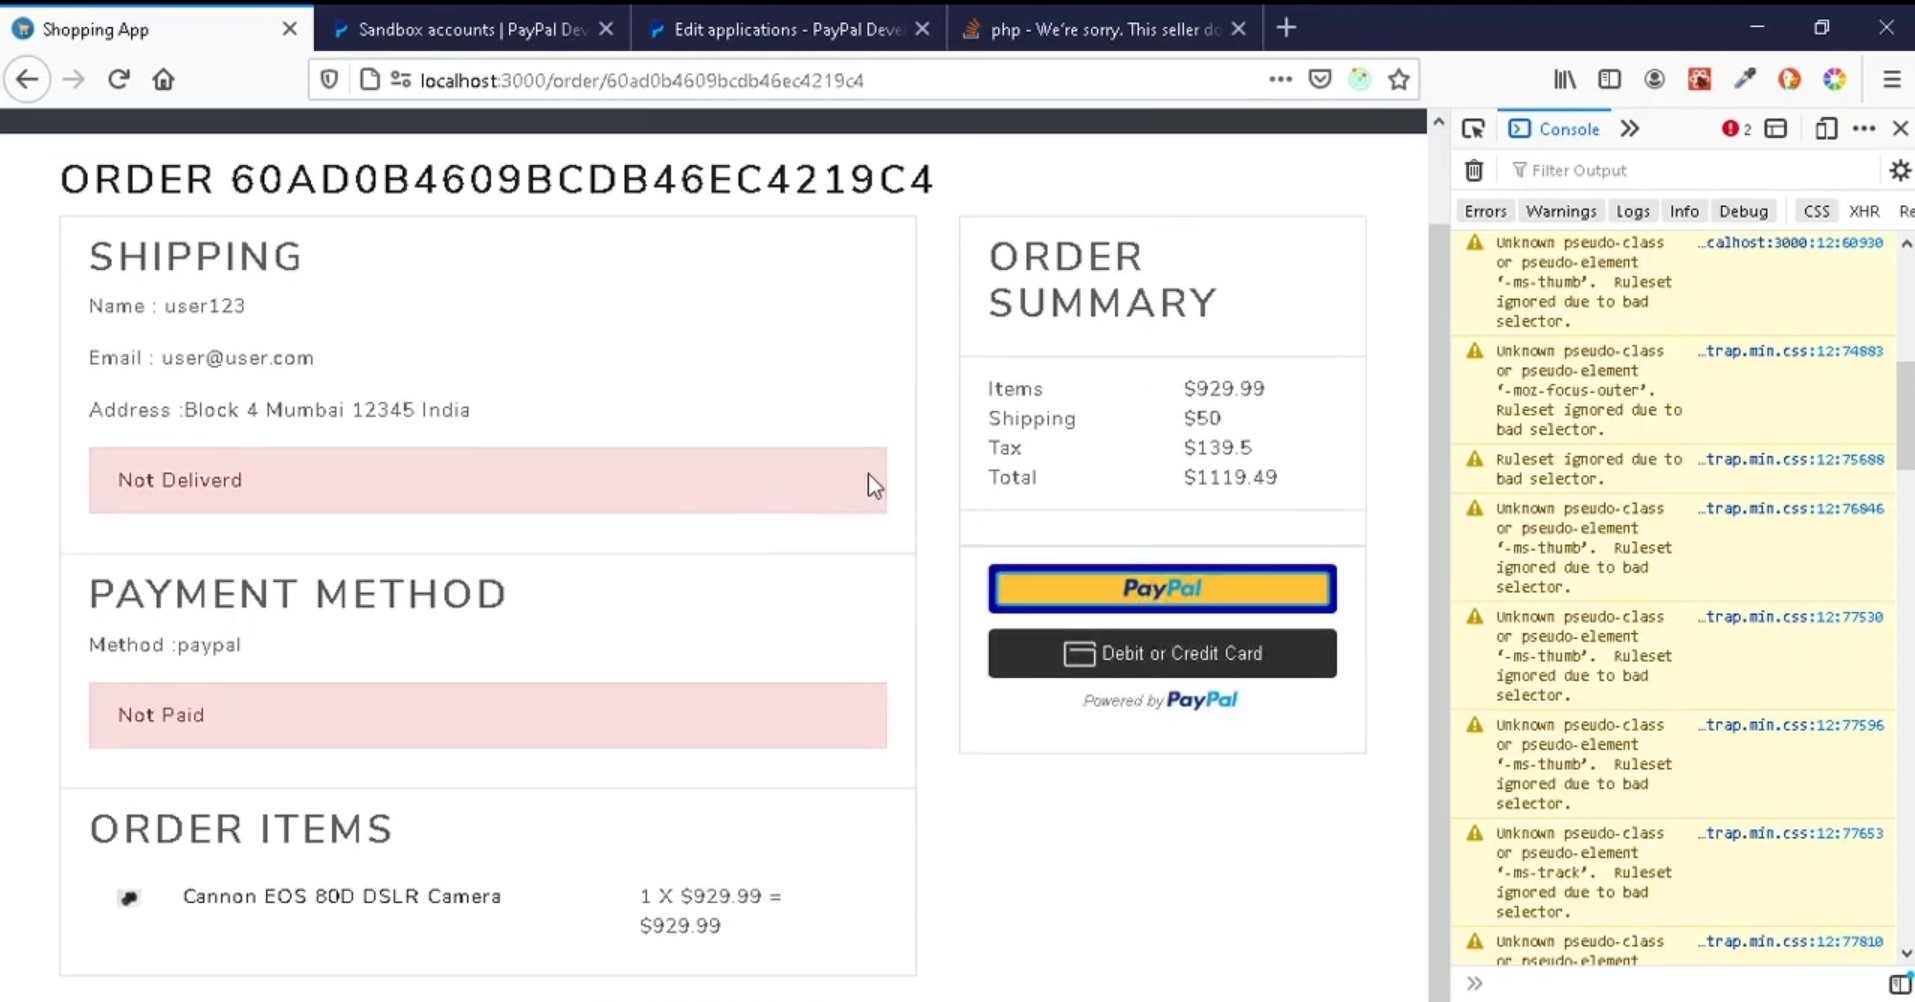 Shopping App
Sandbox accounts | PayPal Dev
Edit applications - PayPal Deve
php - We're sorry. This seller do
localhost:3000/order/60ad0b4609bcdb46ec4219c4
ORDER 60AD0B4609BCDB46EC4219C4
SHIPPING
Name : user123
Email : user@user.com
Address :Block 4 Mumbai 12345 India
Not Deliverd
PAYMENT METHOD
Method :paypal
Not Paid
ORDER ITEMS
Cannon EOS 80D DSLR Camera
1 X $929.99 =
$929.99
ORDER
SUMMARY
Items $929.99
Shipping $50
Tax $139.5
Total $1119.49
PayPal
Debit or Credit Card
Powered by PayPal
Console
2
Filter Output
Errors Warnings Logs Info Debug CSS XHR Re
Unknown pseudo-class …calhost:3000:12:60930
or pseudo-element
‘-ms-thumb’. Ruleset
ignored due to bad
selector.
Unknown pseudo-class …trap.min.css:12:74883
or pseudo-element
‘-moz-focus-outer’.
Ruleset ignored due to
bad selector.
Ruleset ignored due to …trap.min.css:12:75688
bad selector.
Unknown pseudo-class …trap.min.css:12:76846
or pseudo-element
‘-ms-thumb’. Ruleset
ignored due to bad
selector.
Unknown pseudo-class …trap.min.css:12:77530
or pseudo-element
‘-ms-thumb’. Ruleset
ignored due to bad
selector.
Unknown pseudo-class …trap.min.css:12:77596
or pseudo-element
‘-ms-thumb’. Ruleset
ignored due to bad
selector.
Unknown pseudo-class …trap.min.css:12:77653
or pseudo-element
‘-ms-track’. Ruleset
ignored due to bad
selector.
Unknown pseudo-class …trap.min.css:12:77810
or pseudo-element